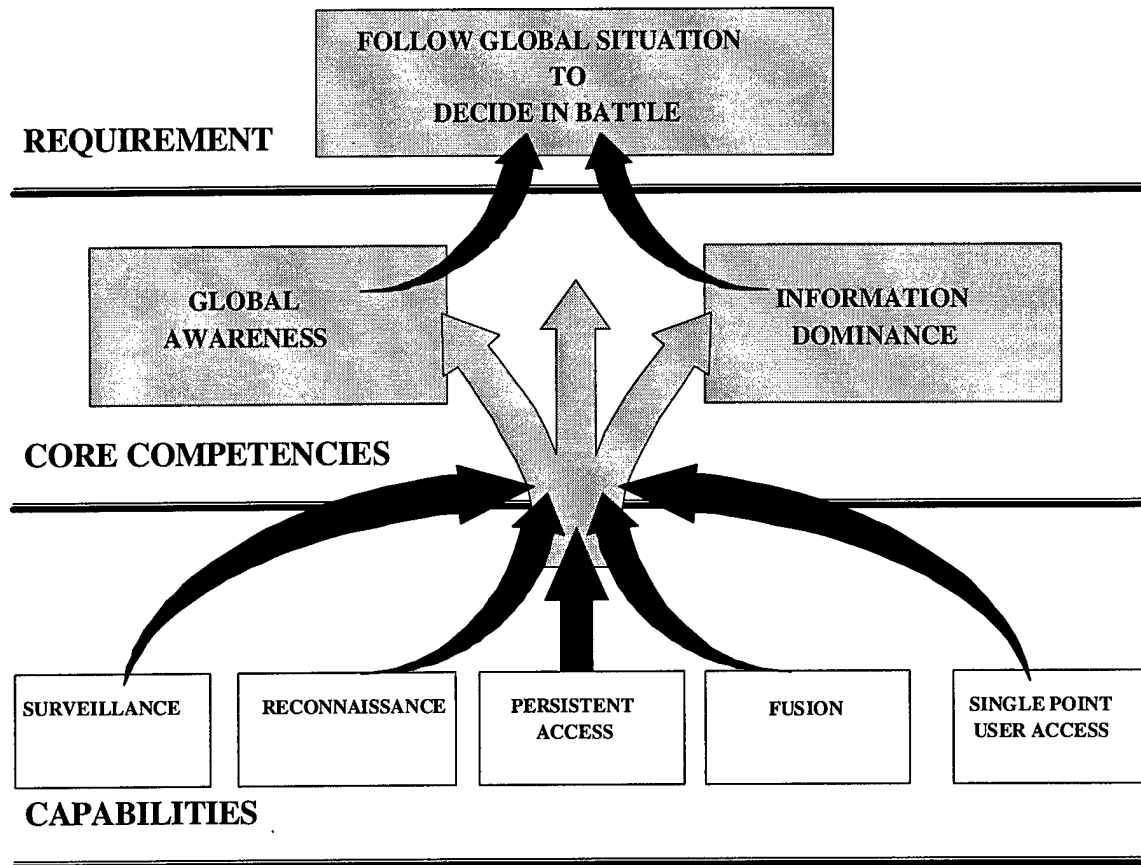 FOLLOW GLOBAL SITUATION
TO
DECIDE IN BATTLE
REQUIREMENT
GLOBAL
AWARENESS
INFORMATION
DOMINANCE
CORE COMPETENCIES
SURVEILLANCE
RECONNAISSANCE
PERSISTENT
ACCESS
FUSION
SINGLE POINT
USER ACCESS
CAPABILITIES